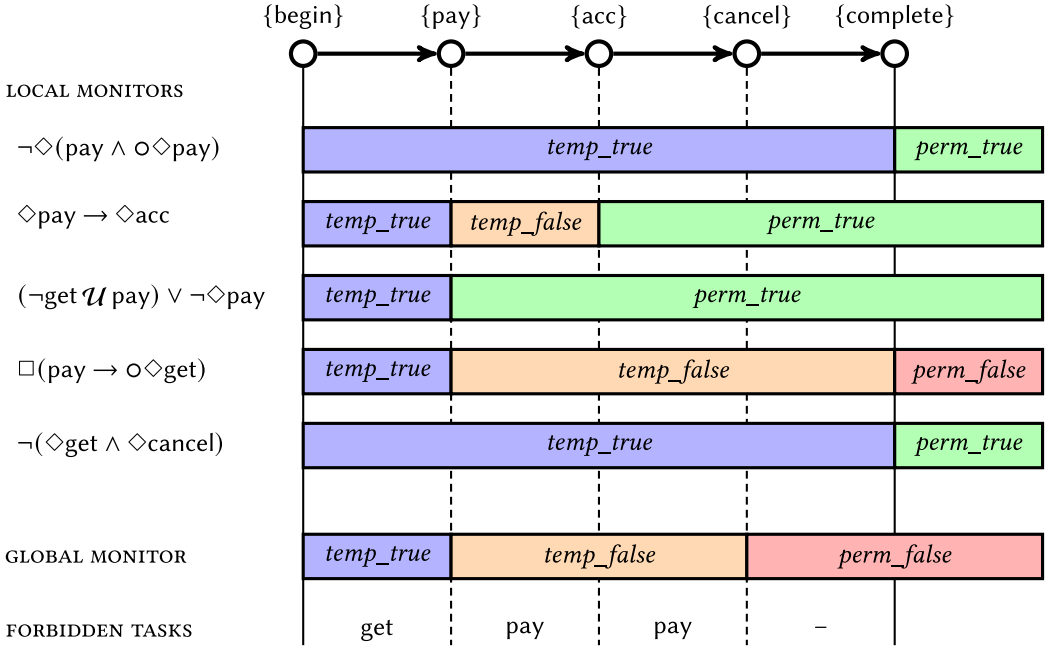 {begin} {pay} {acc} {cancel} {complete}
LOCAL MONITORS
¬◇(pay ∧ ○◇pay) temp_true perm_true
◇pay → ◇acc temp_true temp_false perm_true
(¬get 𝒰 pay) ∨ ¬◇pay temp_true perm_true
□(pay → ○◇get) temp_true temp_false perm_false
¬(◇get ∧ ◇cancel) temp_true perm_true
GLOBAL MONITOR temp_true temp_false perm_false
FORBIDDEN TASKS get pay pay –